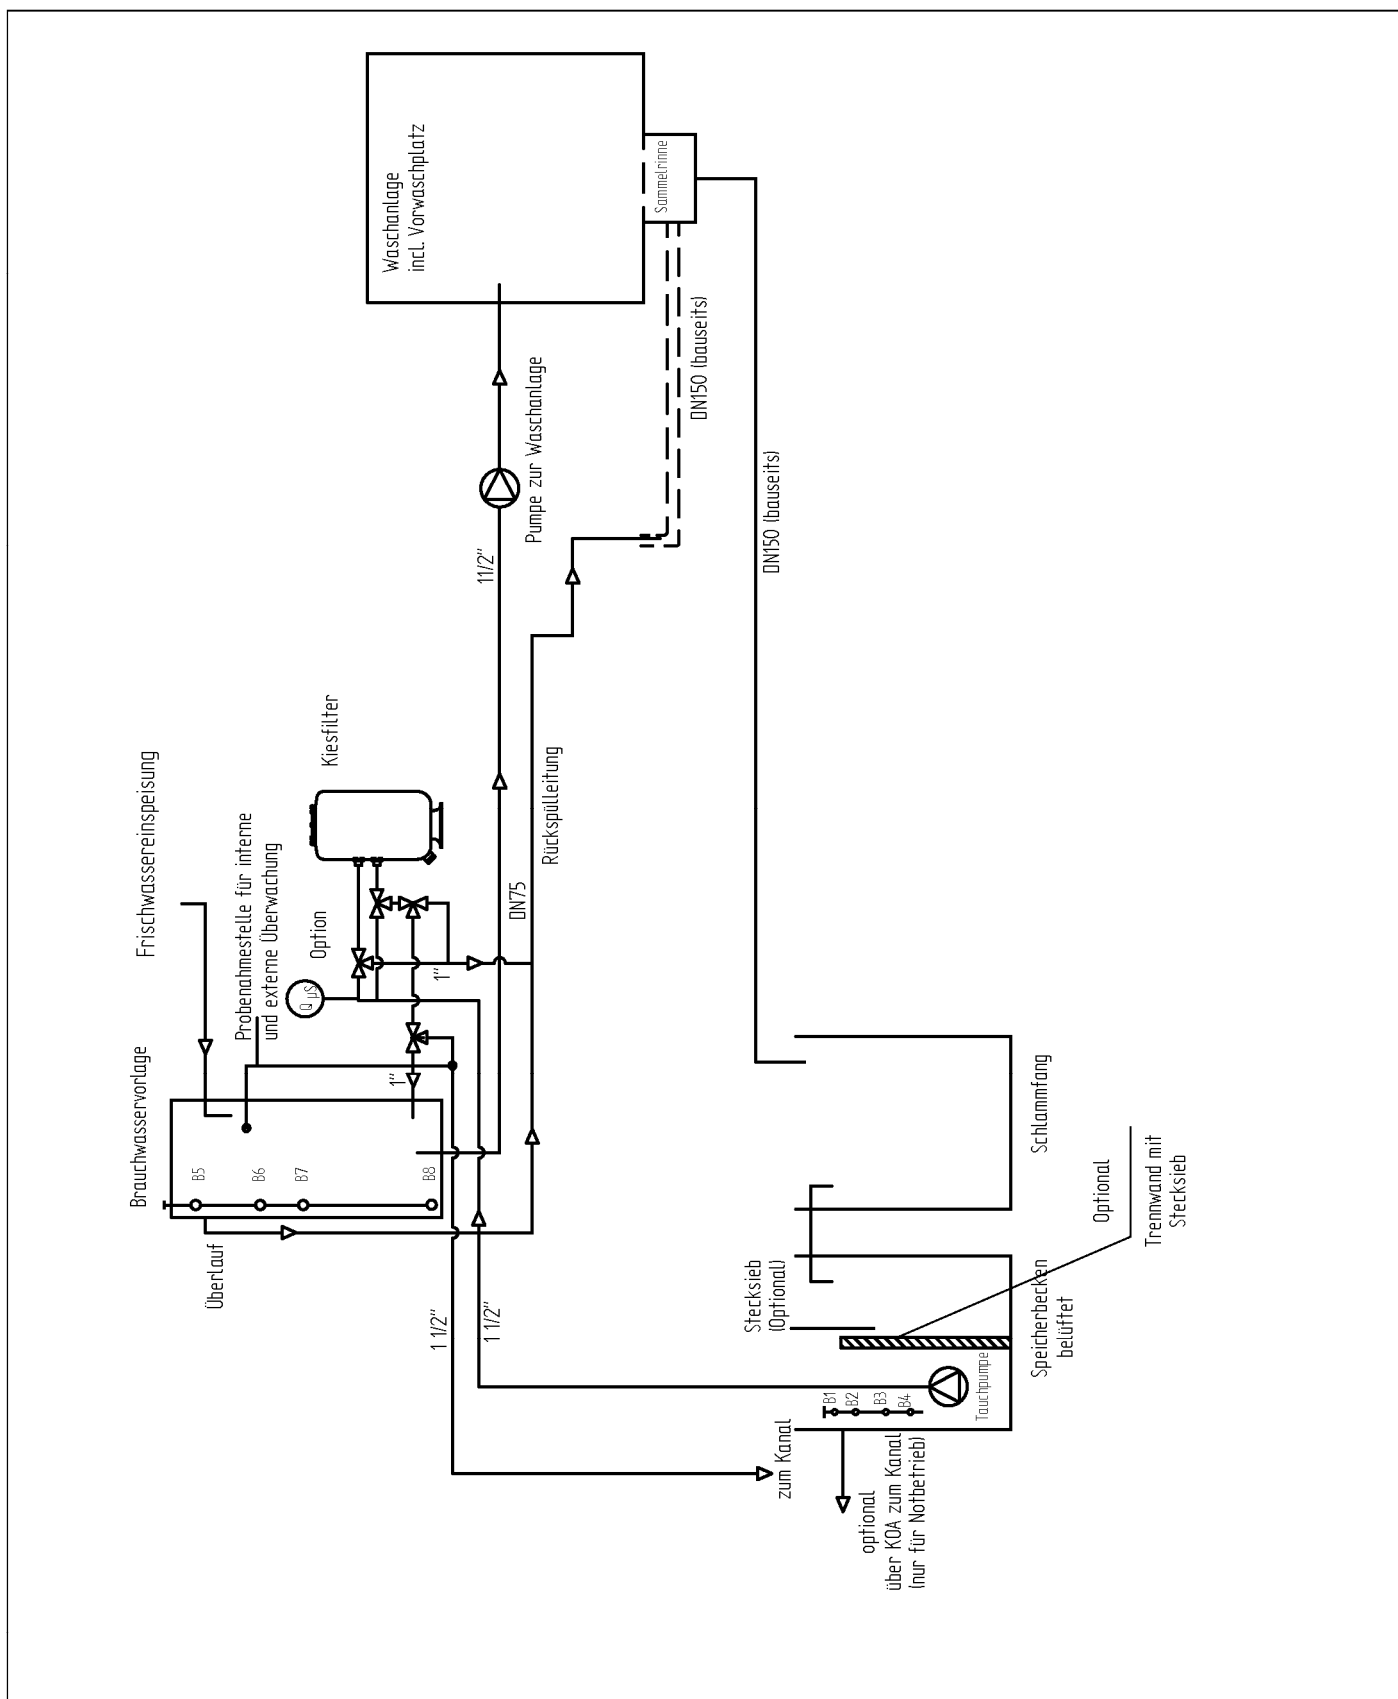 Waschanlage
incl. Vorwaschplatz
Sammelrinne
DN150 (bauseits)
DN150 (bauseits)
Pumpe zur Waschanlage
11/2"
Kiesfilter
Frischwassereinspeisung
Probenahmestelle für interne
und externe Überwachung
Option
Q µS
Rückspülleitung
DN75
1"
1"
Brauchwasservorlage
B5
B6
B7
B8
Überlauf
1 1/2"
1 1/2"
Schlammfang
Optional
Trennwand mit
Stecksieb
Stecksieb
(Optional)
Speicherbecken
belüftet
Tauchpumpe
B1
B2
B3
B4
zum Kanal
optional
über KOA zum Kanal
(nur für Notbetrieb)